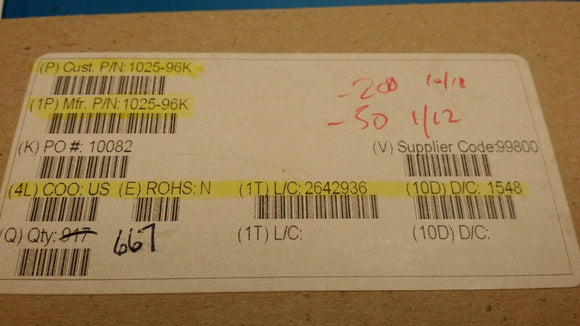 (P) Cust. P/N:1025-96K
-200 10/18
(1P) Mfr. P/N:1025-96K
-50 1/12
(K) PO #: 10082
(V) Supplier Code:99800
(4L) COO: US (E) ROHS: N (1T) L/C: 2642936 (10D) D/C: 1548
(Q) Qty: 917 667 (1T) L/C: (10D) D/C: